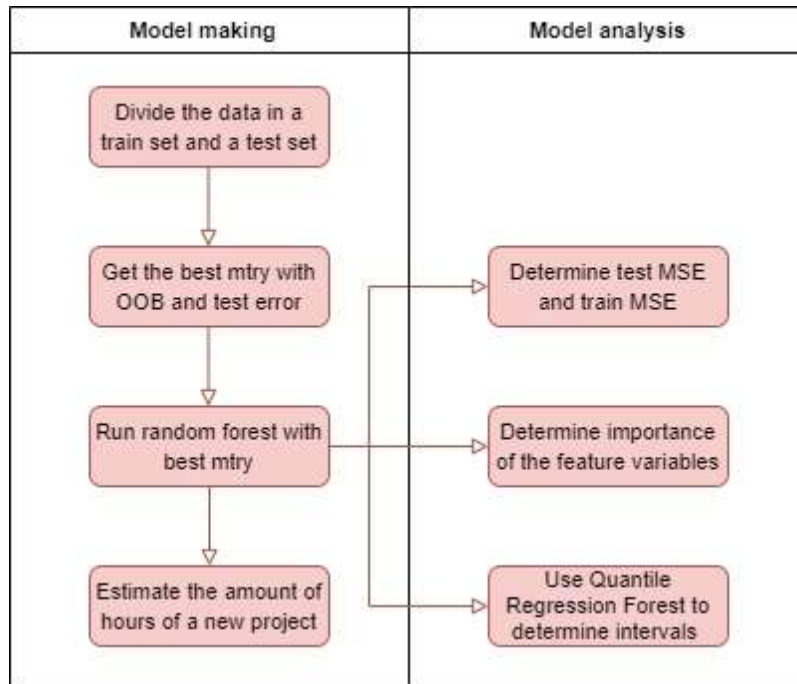 Model making
Model analysis
Divide the data in a
train set and a test set
Get the best mtry with
OOB and test error
Determine test MSE
and train MSE
Run random forest with
best mtry
Determine importance
of the feature variables
Estimate the amount of
hours of a new project
Use Quantile
Regression Forest to
determine intervals